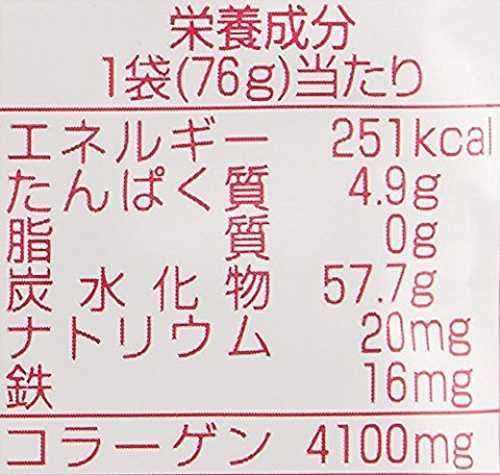 栄養成分
1袋(76g)当たり
エネルギー 251kcal
たんぱく質 4.9g
脂質 0g
炭水化物 57.7g
ナトリウム 20mg
鉄 16mg
コラーゲン 4100mg